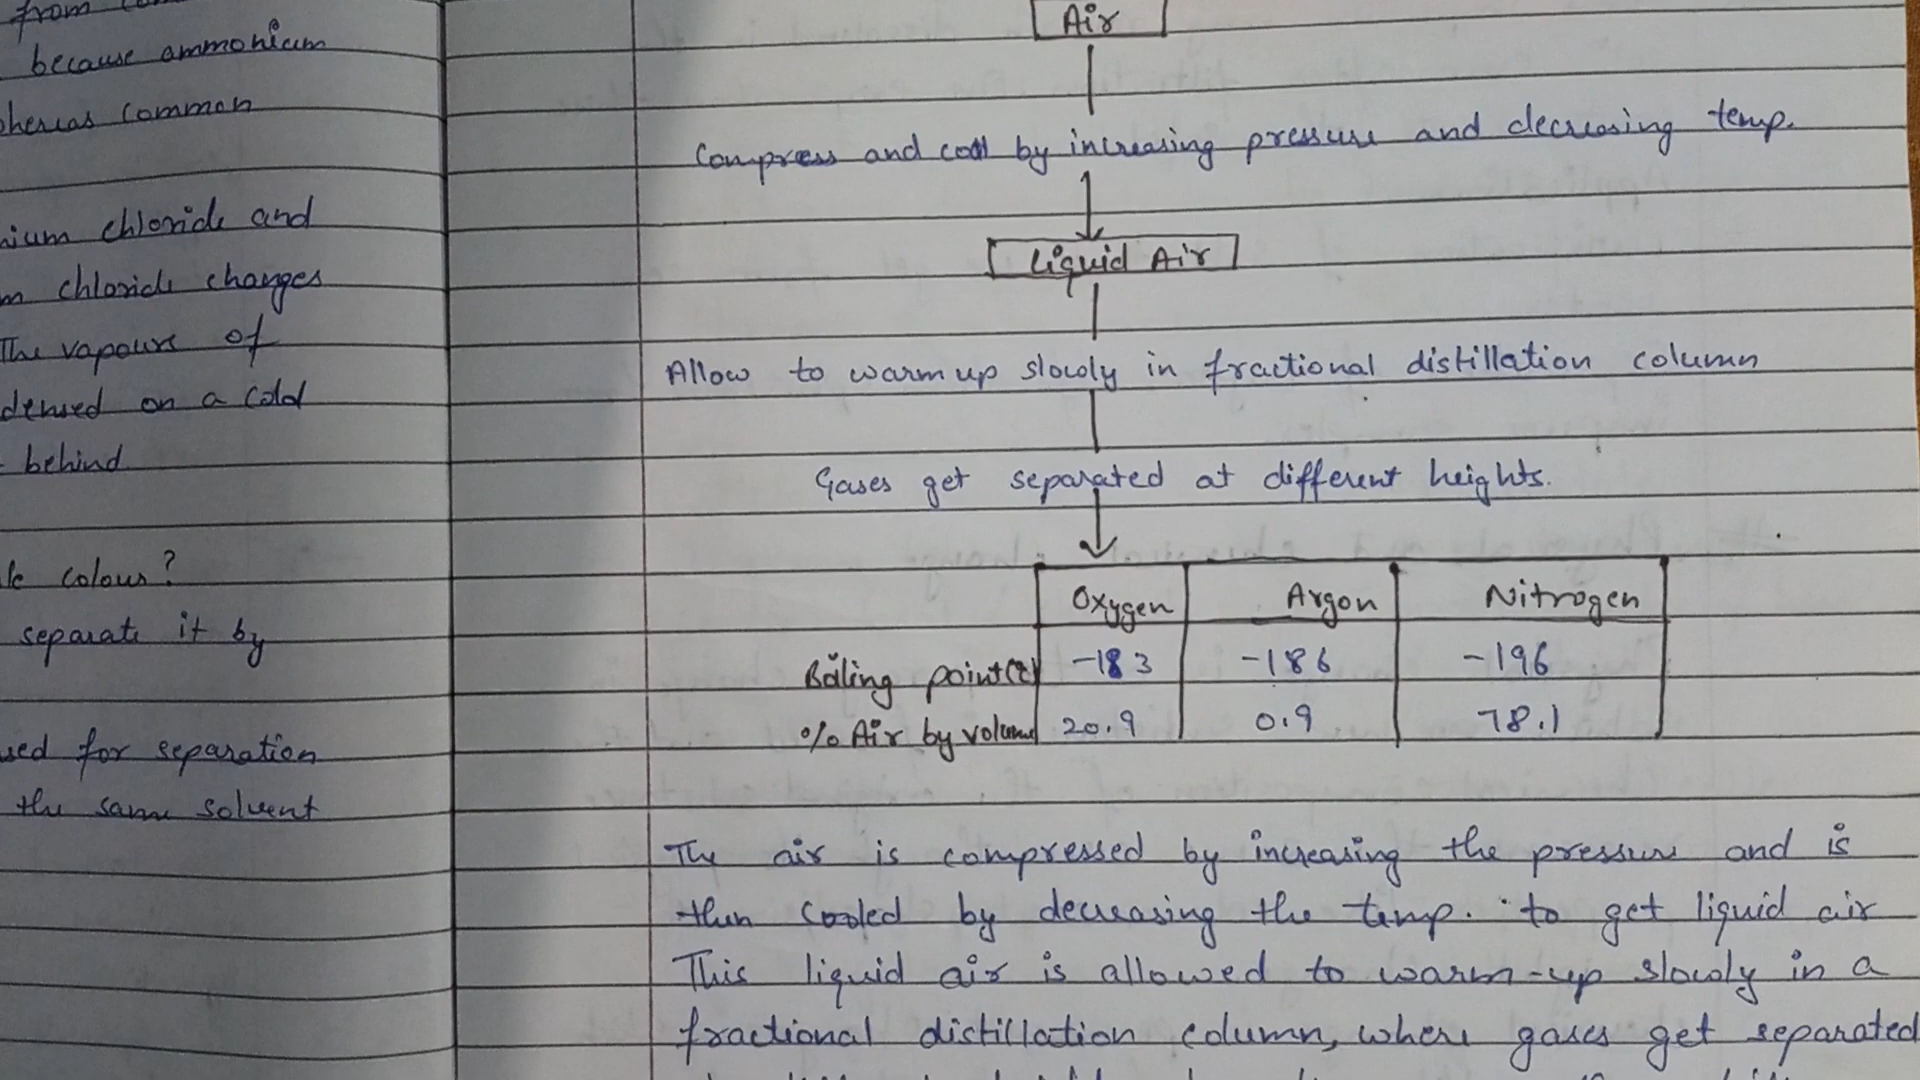 from
because ammonium
whereas common
nium chloride and
m chloride changes
The vapours of
densed on a cold
behind
le colour?
separate it by
sed for separation
the same solvent
Air
Compress and cool by increasing pressure and decreasing temp.
Liquid Air
Allow to warm up slowly in fractional distillation column
Gases get separated at different heights.
Oxygen Argon Nitrogen
Boiling point(°C) -183 -186 -196
% Air by volume 20.9 0.9 78.1
The air is compressed by increasing the pressure and is
then cooled by decreasing the temp. to get liquid air
This liquid air is allowed to warm-up slowly in a
fractional distillation column, where gases get separated